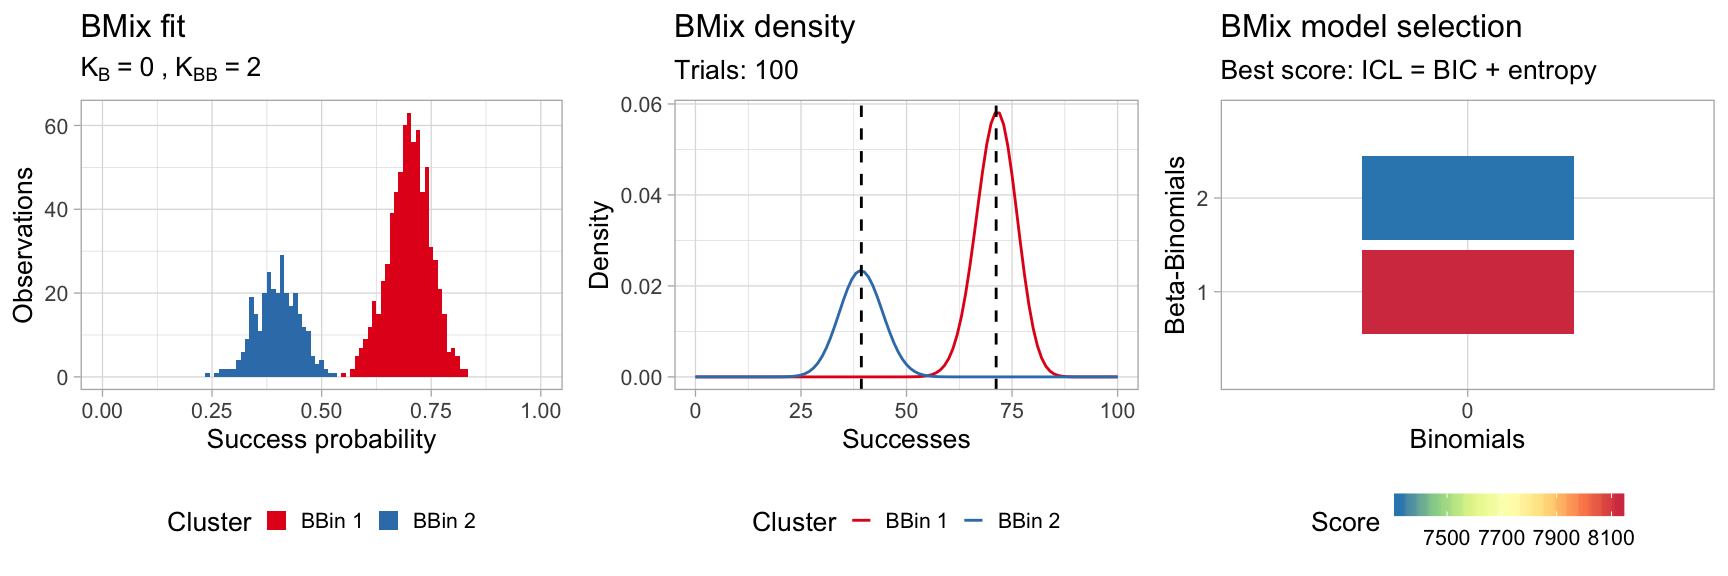 BMix fit
K_B = 0 , K_BB = 2
Observations
60
40
20
0
0.00 0.25 0.50 0.75 1.00
Success probability
Cluster BBin 1 BBin 2
BMix density
Trials: 100
Density
0.06
0.04
0.02
0.00
0 25 50 75 100
Successes
Cluster BBin 1 BBin 2
BMix model selection
Best score: ICL = BIC + entropy
Beta-Binomials
2
1
0
Binomials
Score
7500 7700 7900 8100